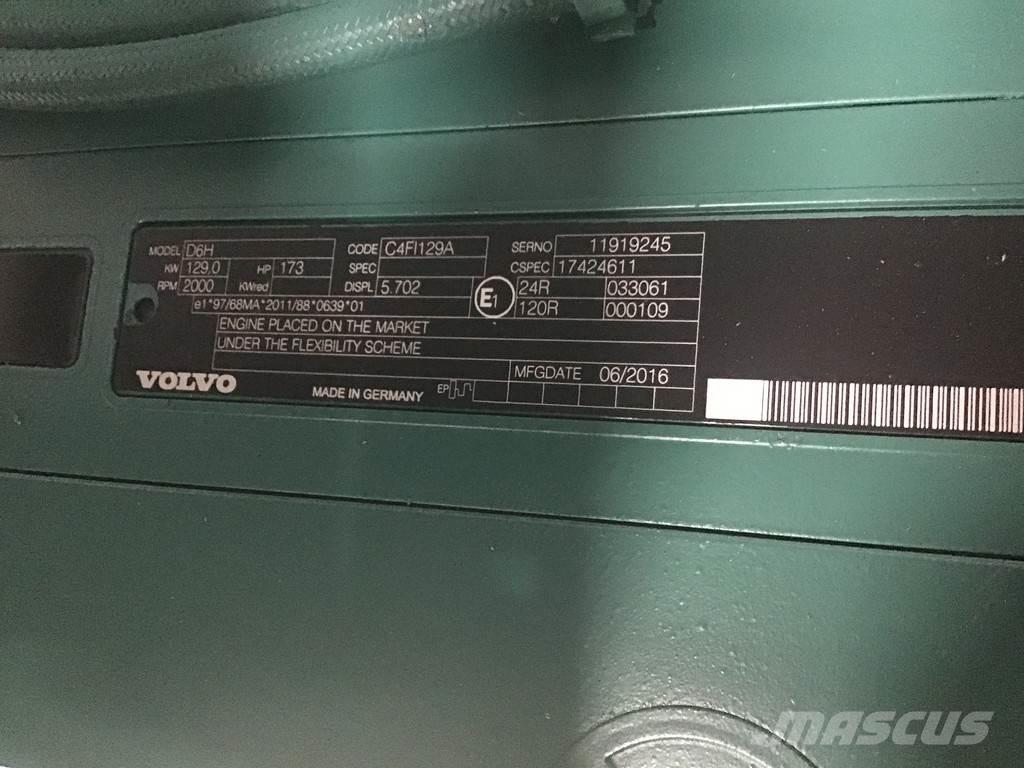 MODEL D6H CODE C4FI129A SERNO 11919245
KW 129.0 HP 173 SPEC CSPEC 17424611
RPM 2000 KWred DISPL 5.702 E1 24R 033061
e1*97/68MA*2011/88*0639*01 120R 000109
ENGINE PLACED ON THE MARKET
UNDER THE FLEXIBILITY SCHEME
MFGDATE 06/2016
VOLVO MADE IN GERMANY EP
MASCUS